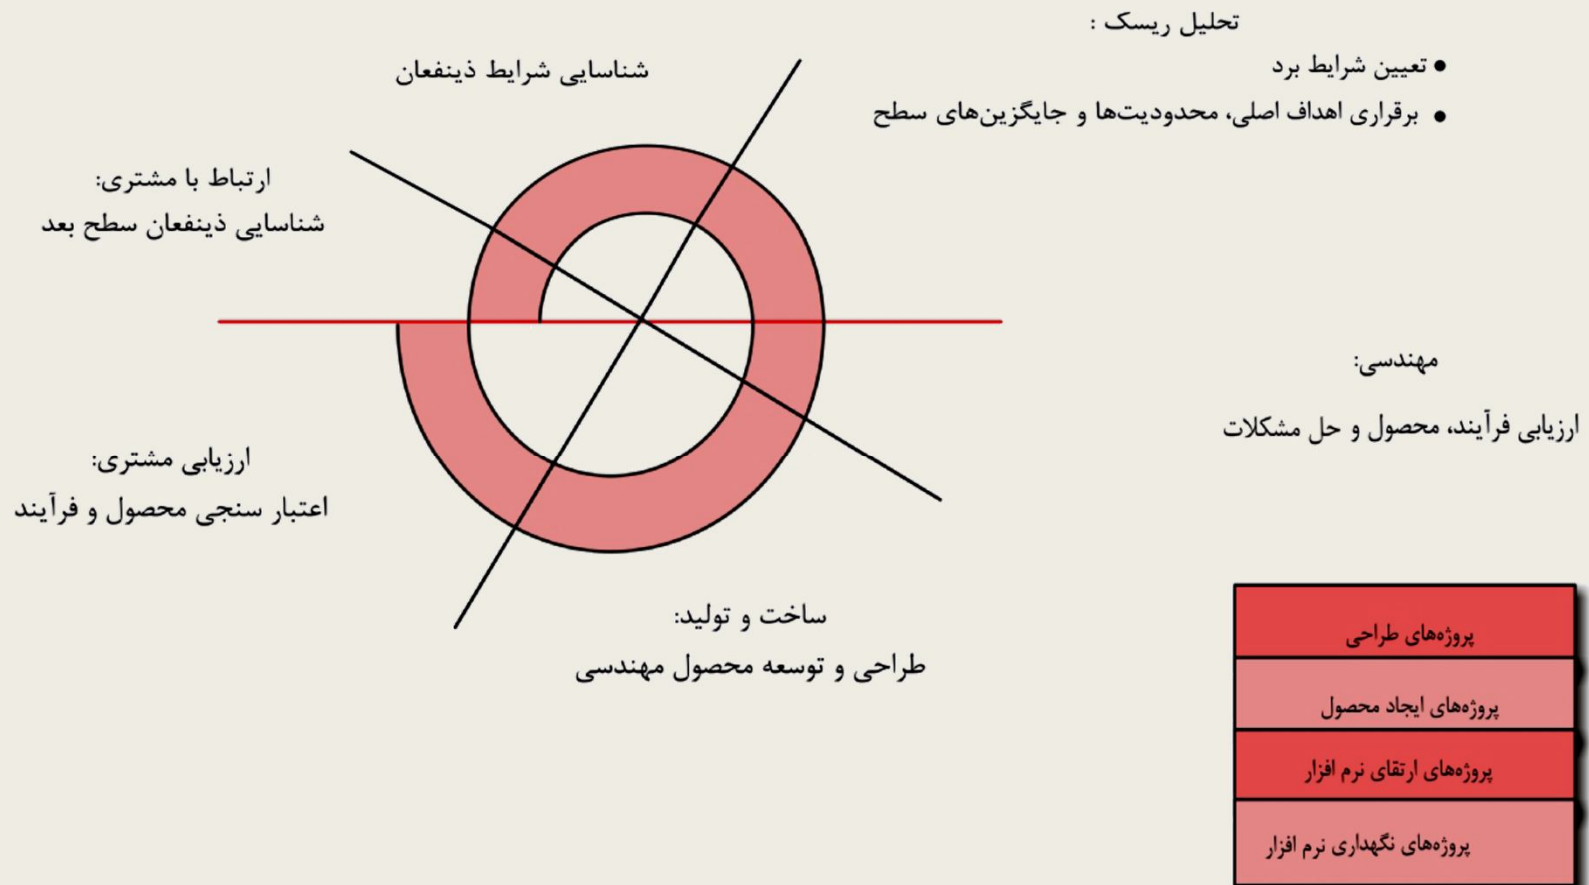 تحلیل ریسک :
● تعیین شرایط برد
● برقراری اهداف اصلی، محدودیت‌ها و جایگزین‌های سطح
شناسایی شرایط ذینفعان
ارتباط با مشتری:
شناسایی ذینفعان سطح بعد
مهندسی:
ارزیابی فرآیند، محصول و حل مشکلات
ارزیابی مشتری:
اعتبار سنجی محصول و فرآیند
ساخت و تولید:
طراحی و توسعه محصول مهندسی
پروژه‌های طراحی
پروژه‌های ایجاد محصول
پروژه‌های ارتقای نرم افزار
پروژه‌های نگهداری نرم افزار